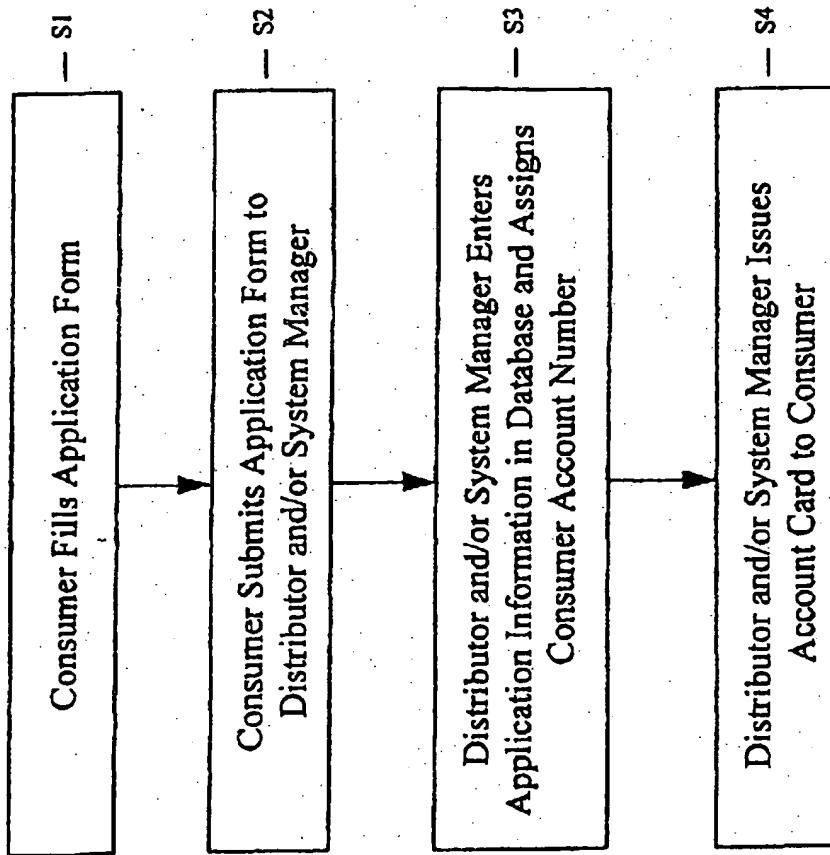 Consumer Fills Application Form
— S1
Consumer Submits Application Form to
Distributor and/or System Manager
— S2
Distributor and/or System Manager Enters
Application Information in Database and Assigns
Consumer Account Number
— S3
Distributor and/or System Manager Issues
Account Card to Consumer
— S4